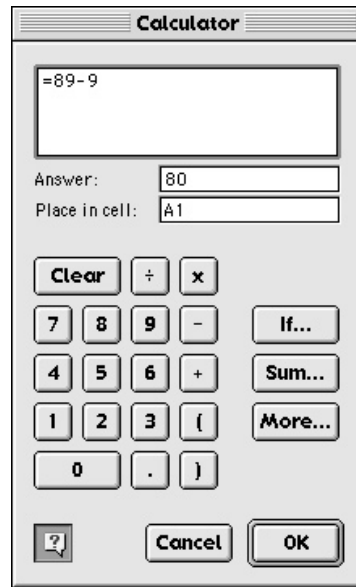 Calculator
=89-9
Answer: 80
Place in cell: A1
Clear ÷ x
7 8 9 - If...
4 5 6 + Sum...
1 2 3 ( More...
0 . )
? Cancel OK